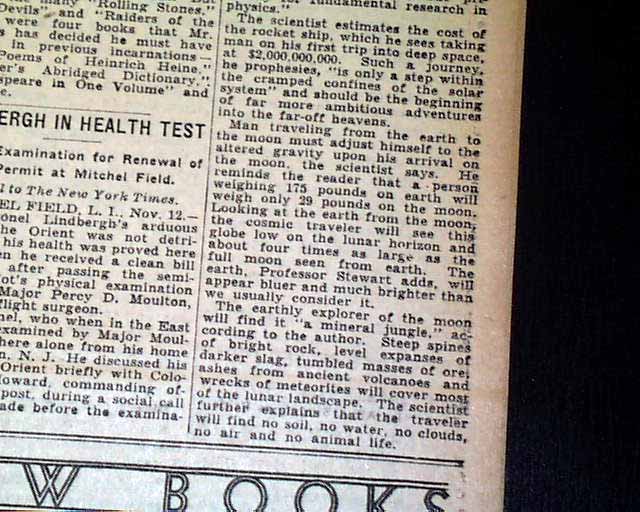 "Rolling Stones,"
Devils" and "Raiders of the
were four books that Mr.
s has decided he must have
in previous incarnations—
Poems of Heinrich Heine,"
er's Abridged Dictionary,"
speare in One Volume" and
e.
ERGH IN HEALTH TEST
Examination for Renewal of
Permit at Mitchel Field.
l to The New York Times.
EL FIELD, L. I., Nov. 12.—
onel Lindbergh's arduous
the Orient was not detri-
his health was proved here
en he received a clean bill
after passing the semi-
lot's physical examination
Major Percy D. Moulton,
flight surgeon.
nel, who when in the East
examined by Major Moul-
here alone from his home
n, N. J. He discussed his
Orient briefly with Colo-
Howard, commanding of-
post, during a social call
ade before the examina-
fundamental research in
physics."
The scientist estimates the cost of
the rocket ship, which he sees taking
man on his first trip into deep space,
at $2,000,000,000. Such a journey,
he prophesies, "is only a step within
the cramped confines of the solar
system" and should be the beginning
of far more ambitious adventures
into the far-off heavens.
Man traveling from the earth to
the moon must adjust himself to the
altered gravity upon his arrival on
the moon, the scientist says. He
reminds the reader that a person
weighing 175 pounds on earth will
weigh only 29 pounds on the moon.
Looking at the earth from the moon,
the cosmic traveler will see this
globe low on the lunar horizon and
about four times as large as the
full moon seen from earth. The
earth, Professor Stewart adds, will
appear bluer and much brighter than
we usually consider it.
The earthly explorer of the moon
will find it "a mineral jungle," ac-
cording to the author. Steep spines
of bright rock, level expanses of
darker slag, tumbled masses of ore,
ashes from ancient volcanoes and
wrecks of meteorites will cover most
of the lunar landscape. The scientist
further explains that the traveler
will find no soil, no water, no clouds,
no air and no animal life.
W BOOKS